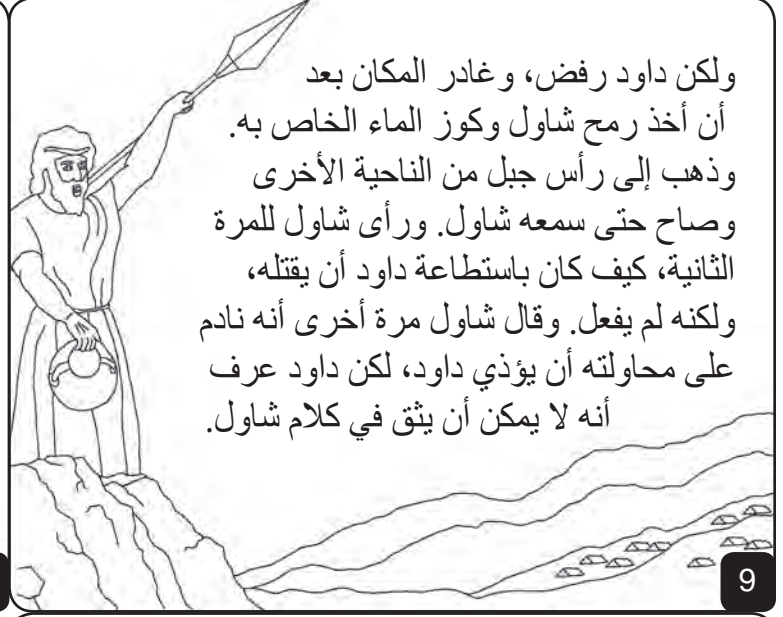 ولكن داود رفض، وغادر المكان بعد
أن أخذ رمح شاول وكوز الماء الخاص به.
وذهب إلى رأس جبل من الناحية الأخرى
وصاح حتى سمعه شاول. ورأى شاول للمرة
الثانية، كيف كان باستطاعة داود أن يقتله،
ولكنه لم يفعل. وقال شاول مرة أخرى أنه نادم
على محاولته أن يؤذي داود، لكن داود عرف
أنه لا يمكن أن يثق في كلام شاول.
9